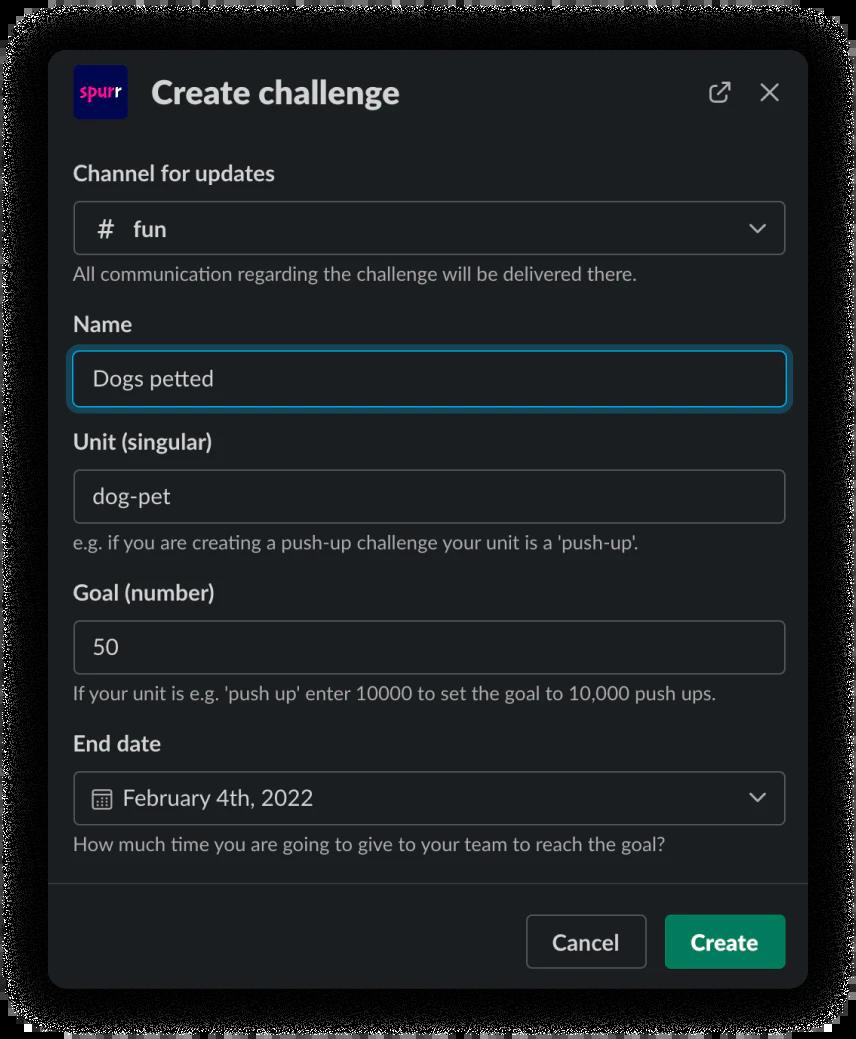 spurr
Create challenge
Channel for updates
# fun
All communication regarding the challenge will be delivered there.
Name
Dogs petted
Unit (singular)
dog-pet
e.g. if you are creating a push-up challenge your unit is a 'push-up'.
Goal (number)
50
If your unit is e.g. 'push up' enter 10000 to set the goal to 10,000 push ups.
End date
February 4th, 2022
How much time you are going to give to your team to reach the goal?
Cancel
Create